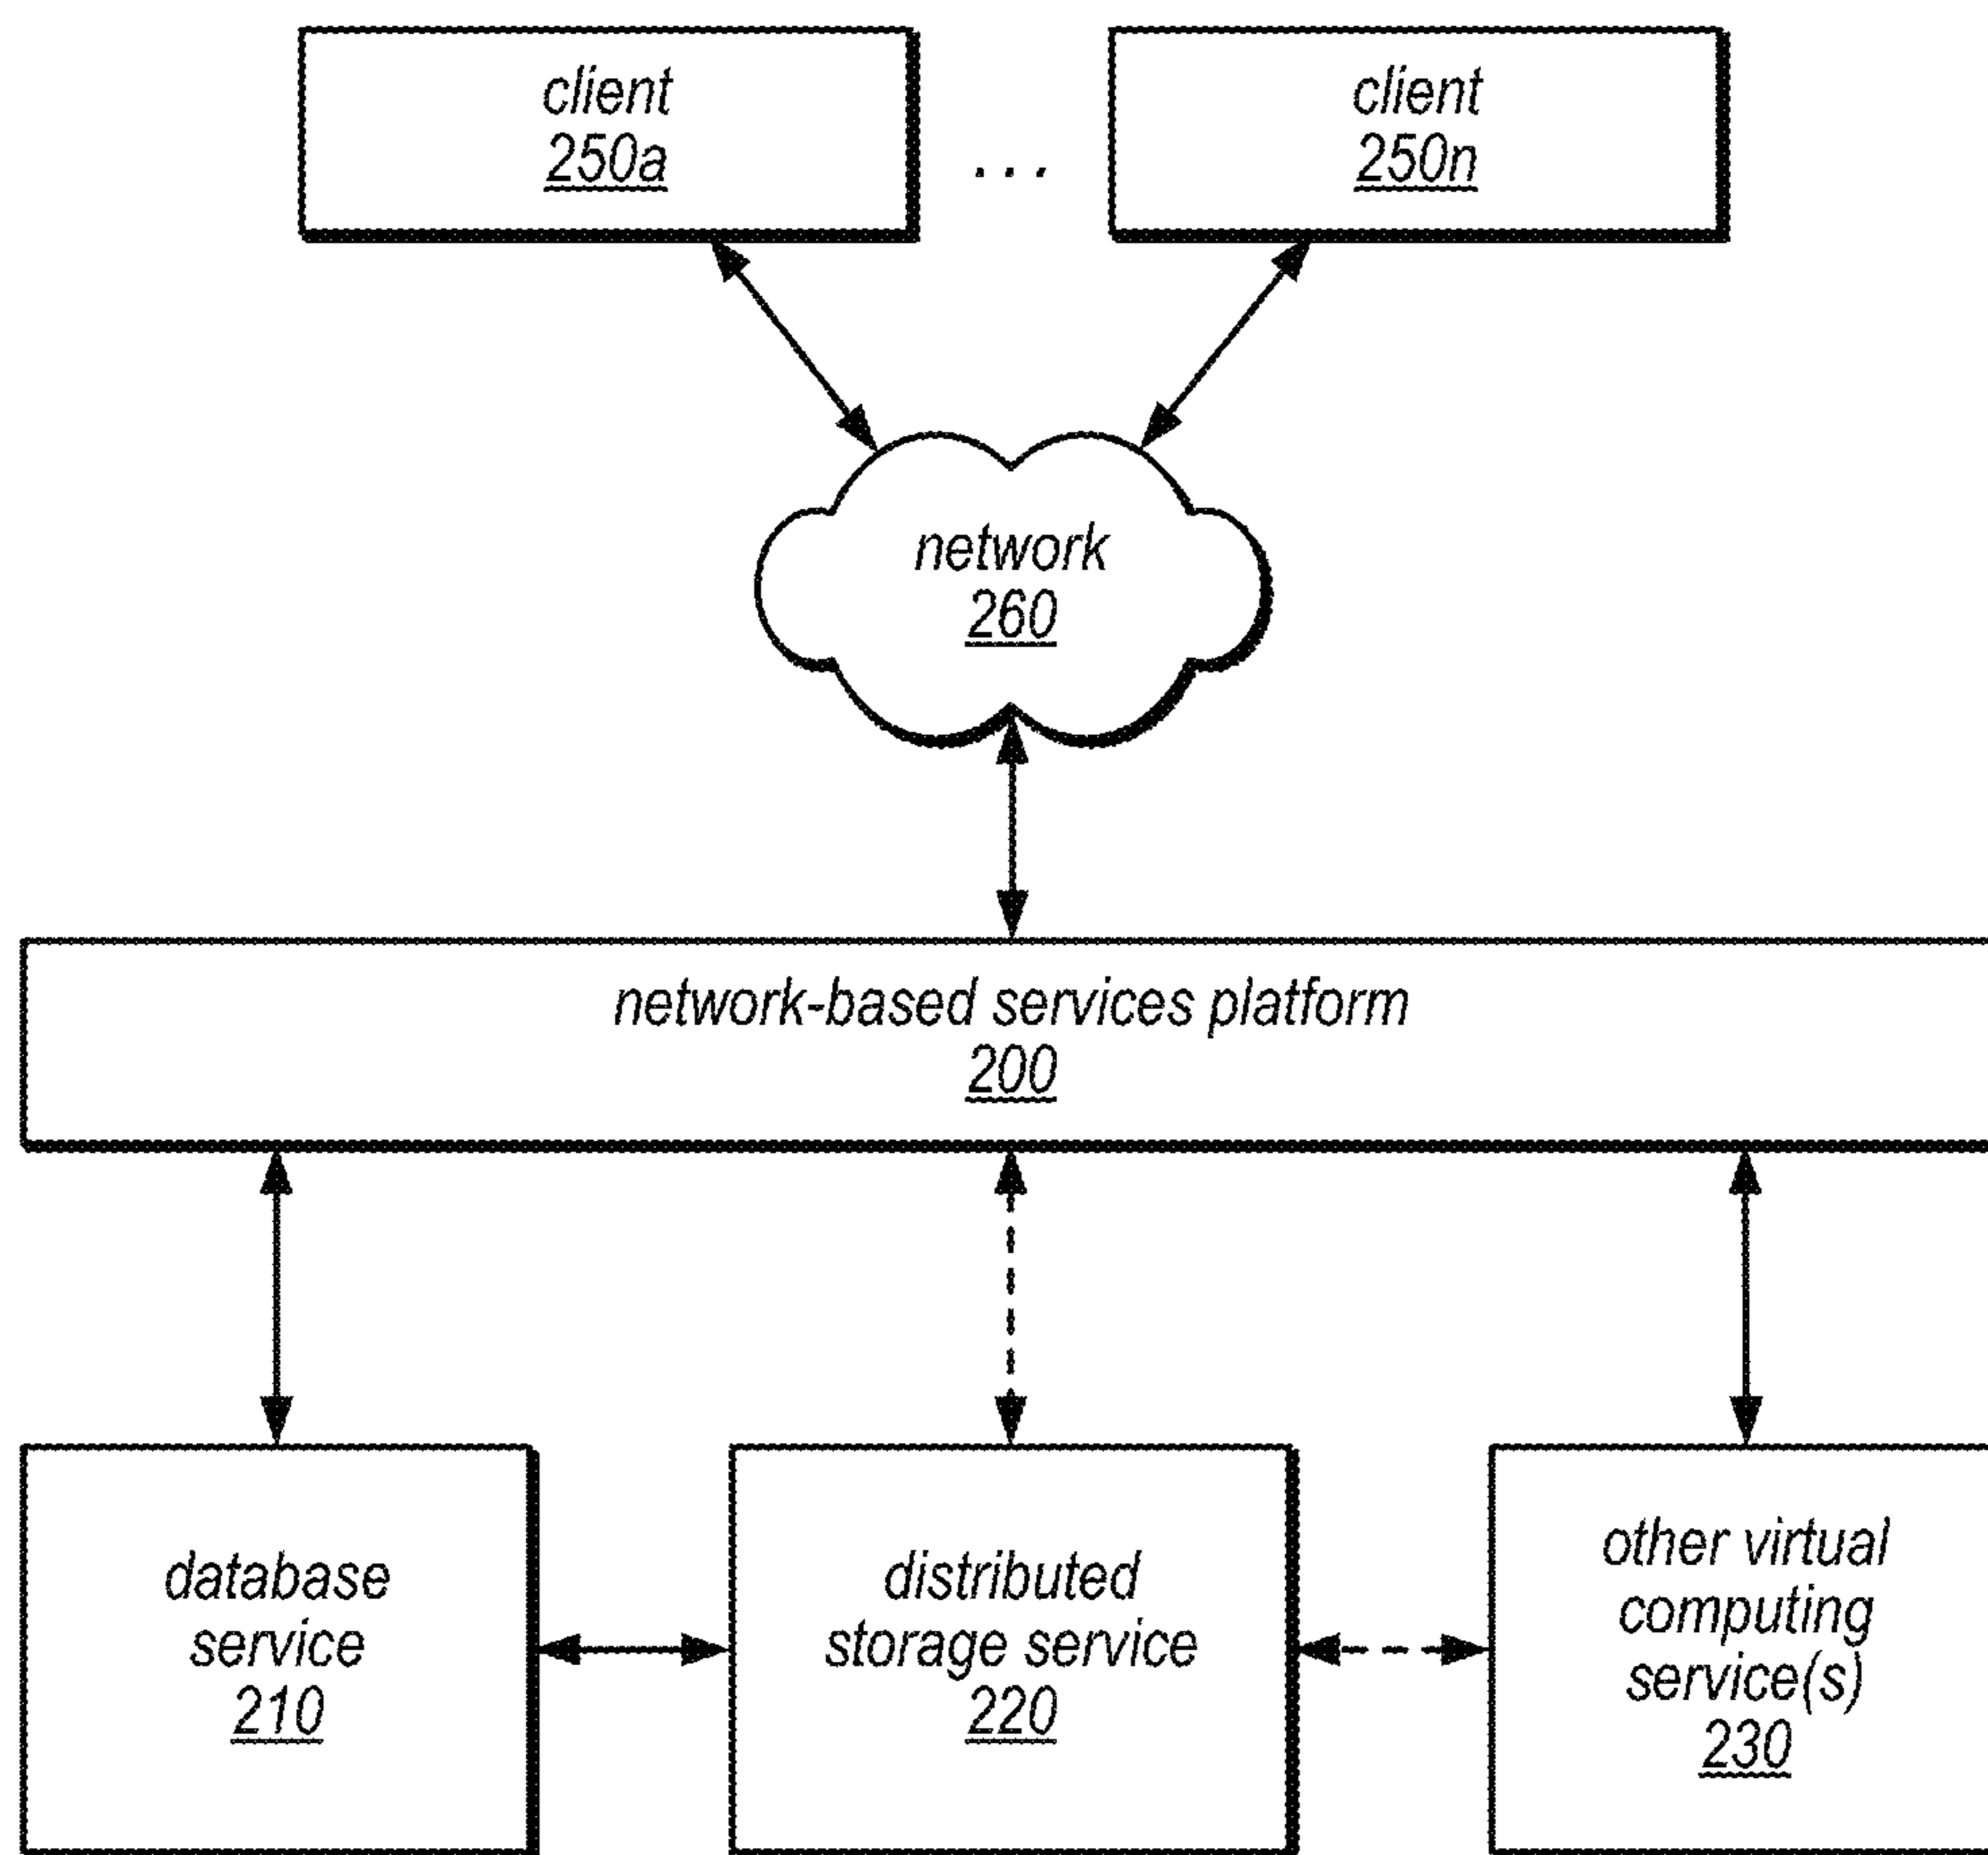 client
250a
...
client
250n
network
260
network-based services platform
200
database
service
210
distributed
storage service
220
other virtual
computing
service(s)
230